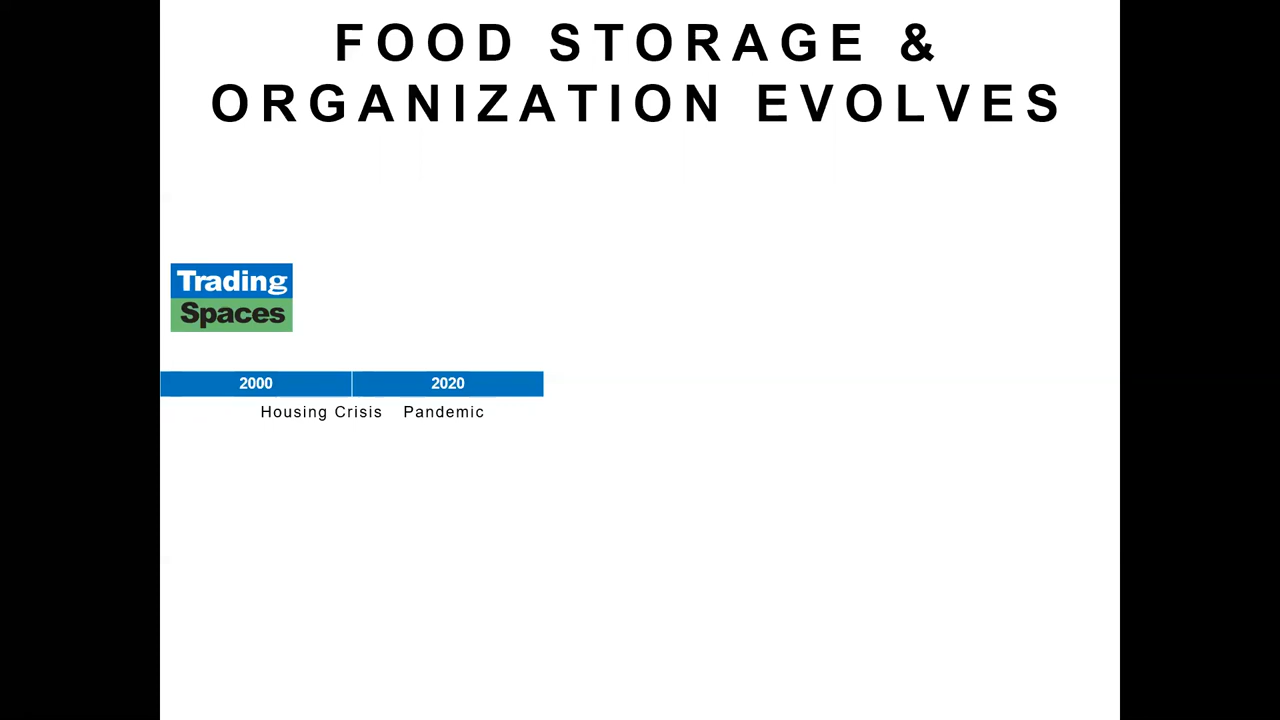 FOOD STORAGE &
ORGANIZATION EVOLVES
Trading
Spaces
2000 2020
Housing Crisis Pandemic